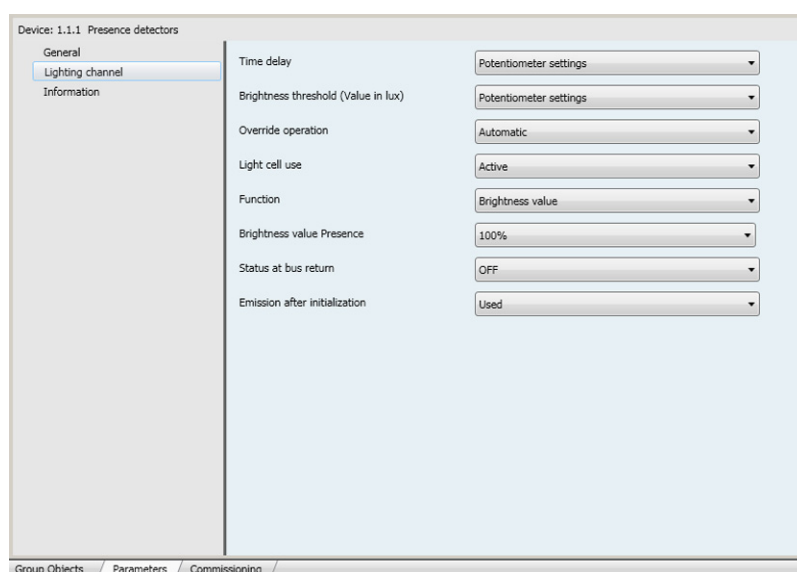 Device: 1.1.1 Presence detectors
General
Lighting channel
Information
Time delay Potentiometer settings
Brightness threshold (Value in lux) Potentiometer settings
Override operation Automatic
Light cell use Active
Function Brightness value
Brightness value Presence 100%
Status at bus return OFF
Emission after initialization Used
Group Objects Parameters Commissioning